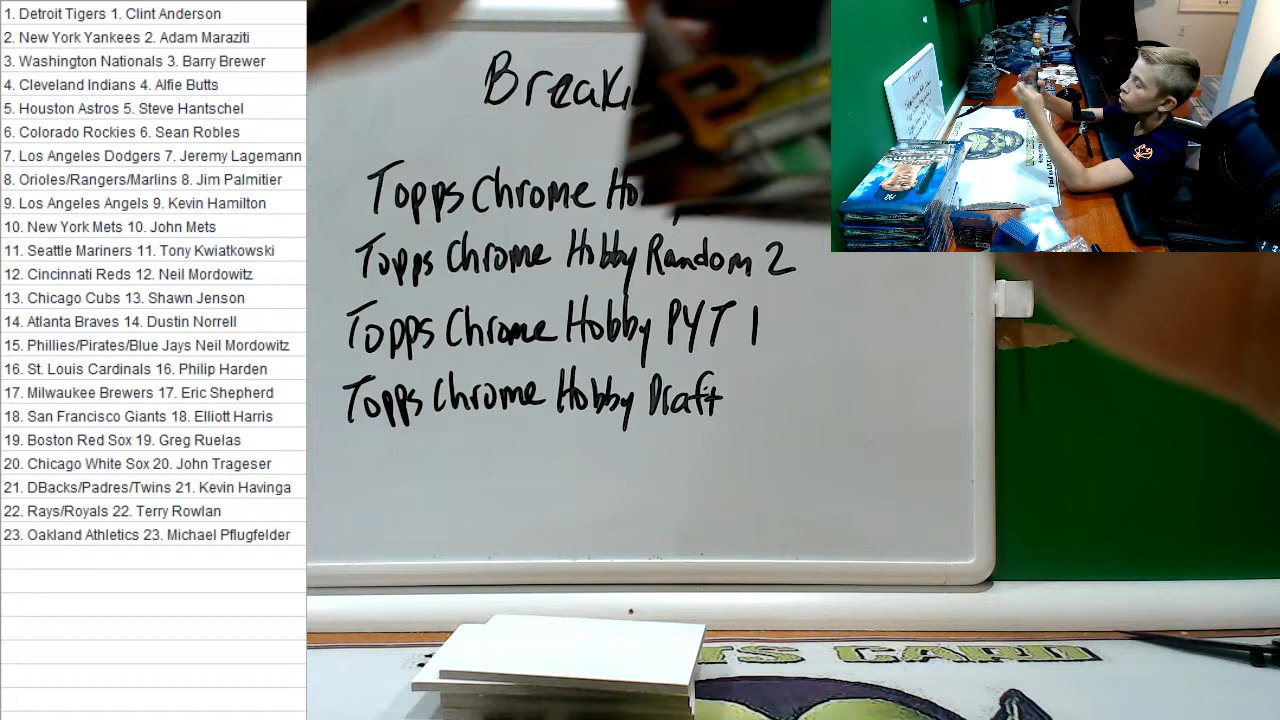 1. Detroit Tigers 1. Clint Anderson
2. New York Yankees 2. Adam Maraziti
3. Washington Nationals 3. Barry Brewer
4. Cleveland Indians 4. Alfie Butts
5. Houston Astros 5. Steve Hantschel
6. Colorado Rockies 6. Sean Robles
7. Los Angeles Dodgers 7. Jeremy Lagemann
8. Orioles/Rangers/Marlins 8. Jim Palmitier
9. Los Angeles Angels 9. Kevin Hamilton
10. New York Mets 10. John Mets
11. Seattle Mariners 11. Tony Kwiatkowski
12. Cincinnati Reds 12. Neil Mordowitz
13. Chicago Cubs 13. Shawn Jenson
14. Atlanta Braves 14. Dustin Norrell
15. Phillies/Pirates/Blue Jays Neil Mordowitz
16. St. Louis Cardinals 16. Philip Harden
17. Milwaukee Brewers 17. Eric Shepherd
18. San Francisco Giants 18. Elliott Harris
19. Boston Red Sox 19. Greg Ruelas
20. Chicago White Sox 20. John Trageser
21. DBacks/Padres/Twins 21. Kevin Havinga
22. Rays/Royals 22. Terry Rowlan
23. Oakland Athletics 23. Michael Pflugfelder
Breaki
Topps Chrome Ho
Topps Chrome Hobby Random 2
Topps Chrome Hobby PYT 1
Topps Chrome Hobby Draft
CARD